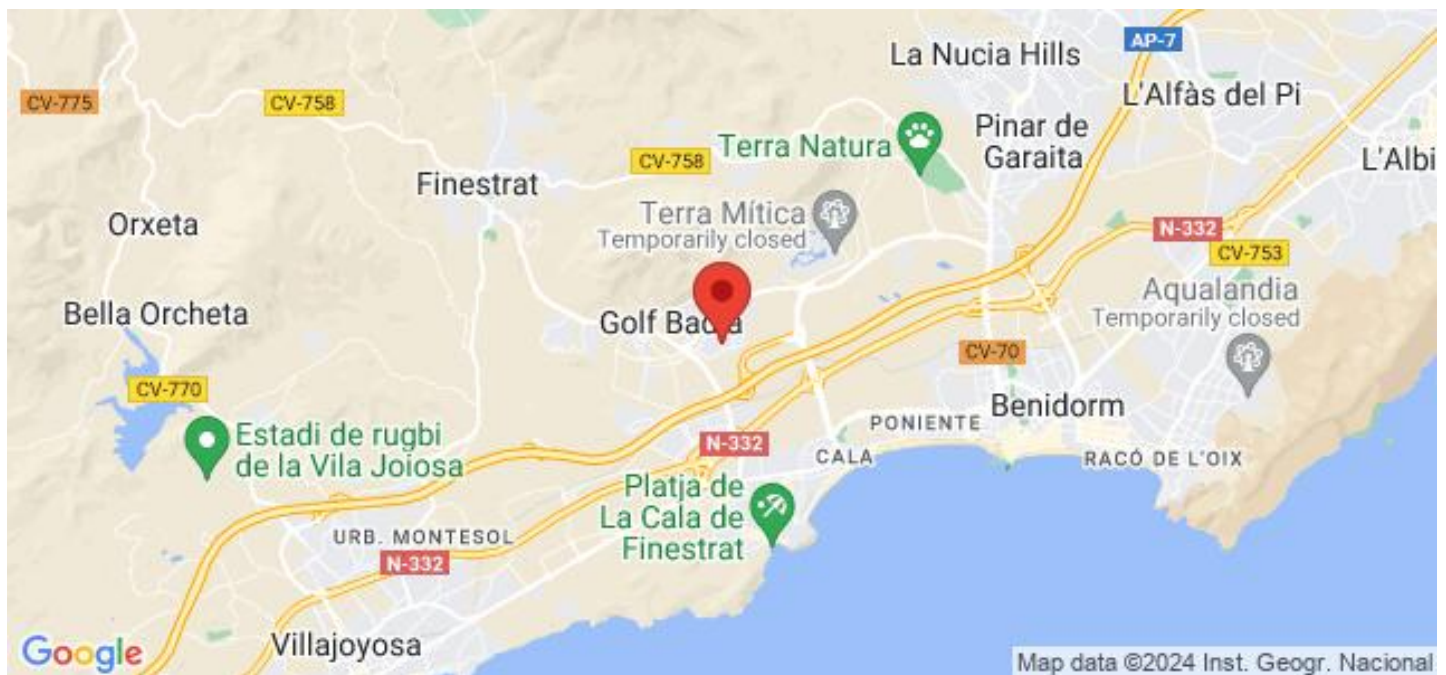 AP-7
La Nucia Hills
CV-775
CV-758
L'Alfàs del Pi
Terra Natura
Pinar de
Garaita
CV-758
L'Albi
Finestrat
Terra Mítica
Temporarily closed
Orxeta
N-332
CV-753
Bella Orcheta
Golf Badia
Aqualandia
Temporarily closed
CV-70
CV-770
Benidorm
PONIENTE
Estadi de rugbi
de la Vila Joiosa
N-332
CALA
RACÓ DE L'OIX
Platja de
La Cala de
Finestrat
URB. MONTESOL
N-332
Villajoyosa
Google
Map data ©2024 Inst. Geogr. Nacional